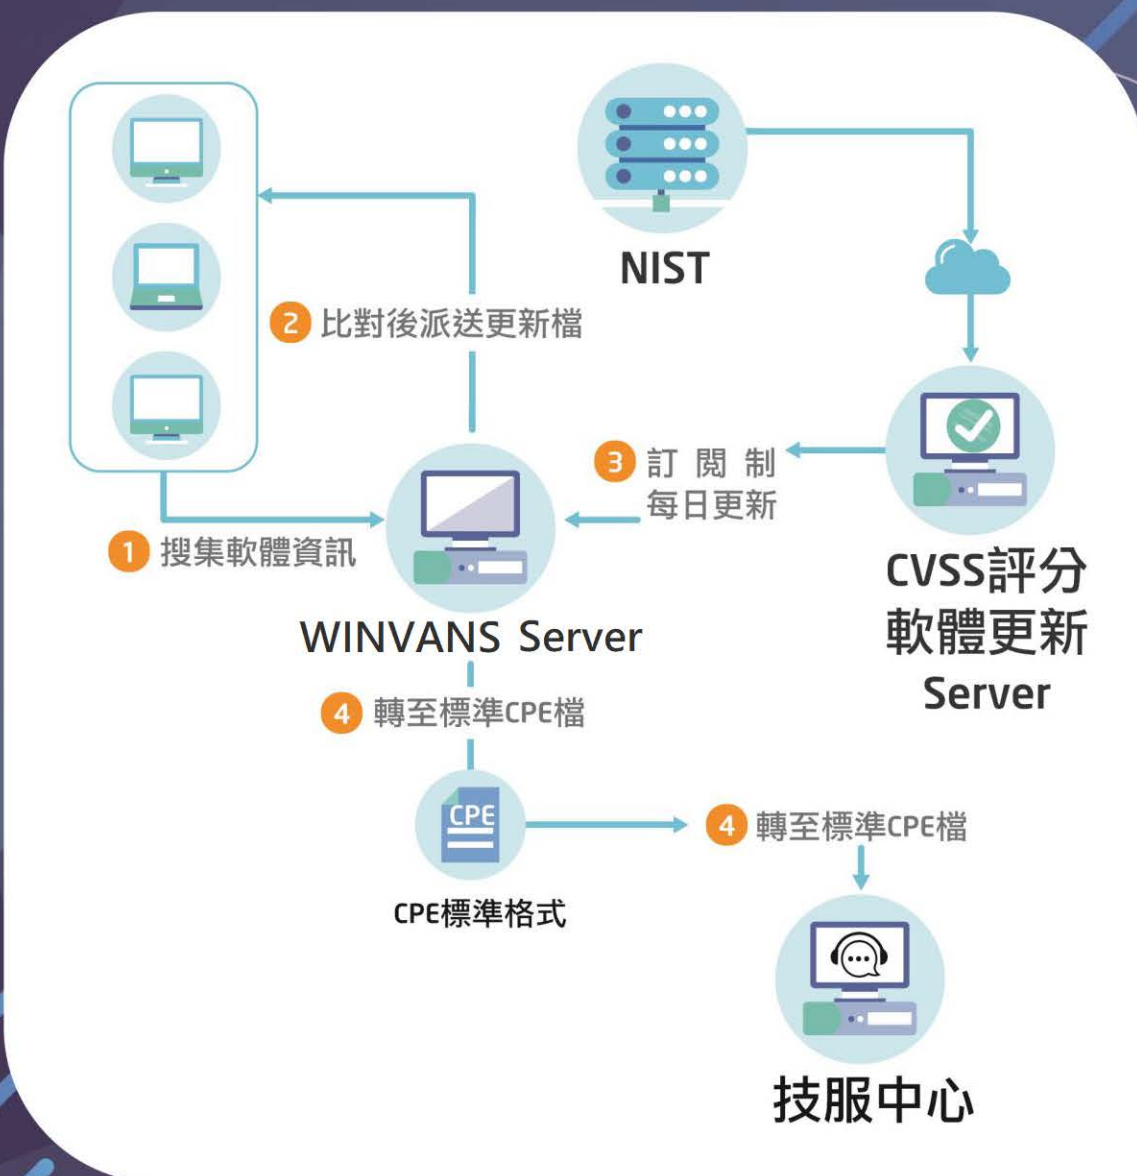 NIST
2 比對後派送更新檔
3 訂閱制
每日更新
1 搜集軟體資訊
CVSS評分
軟體更新
Server
WINVANS Server
4 轉至標準CPE檔
CPE
4 轉至標準CPE檔
CPE標準格式
技服中心